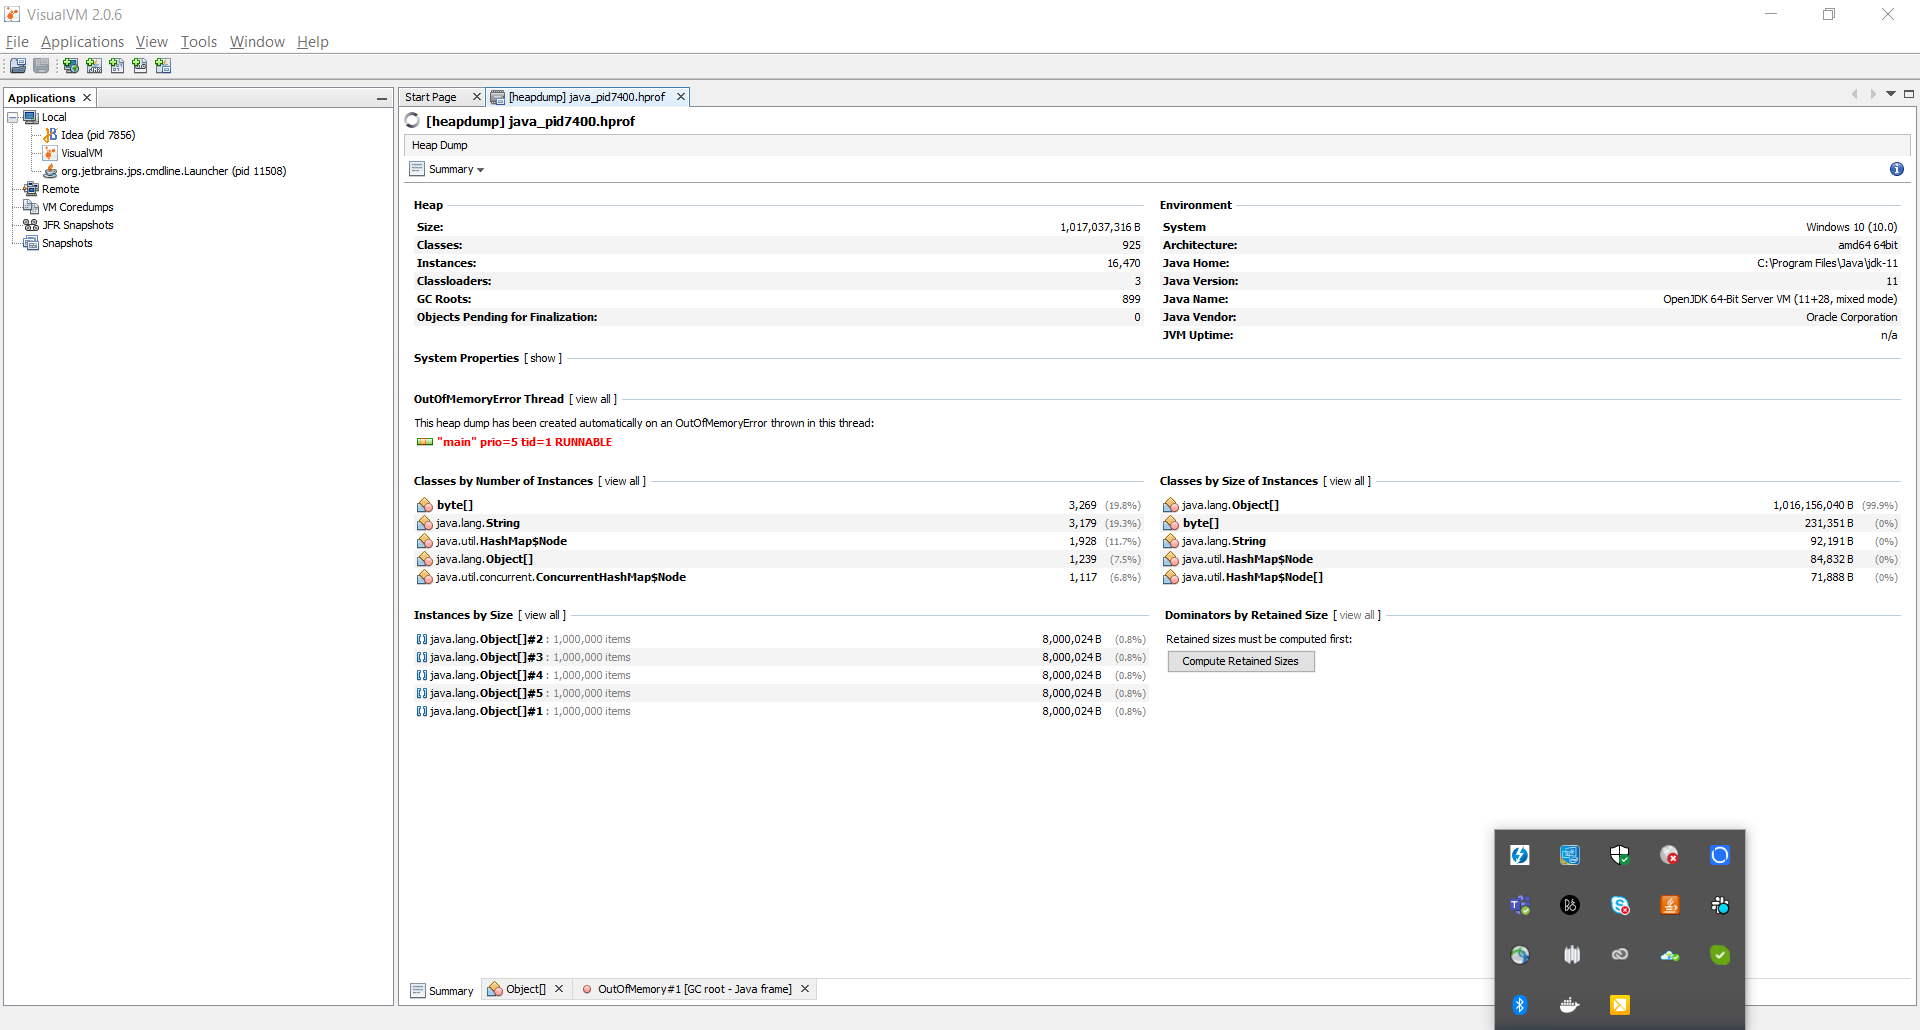 VisualVM 2.0.6
File Applications View Tools Window Help
Applications
Local
Idea (pid 7856)
VisualVM
org.jetbrains.jps.cmdline.Launcher (pid 11508)
Remote
VM Coredumps
JFR Snapshots
Snapshots
Start Page [heapdump] java_pid7400.hprof
[heapdump] java_pid7400.hprof
Heap Dump
Summary
Heap
Size: 1,017,037,316 B
Classes: 925
Instances: 16,470
Classloaders: 3
GC Roots: 899
Objects Pending for Finalization: 0
Environment
System Windows 10 (10.0)
Architecture: amd64 64bit
Java Home: C:\Program Files\Java\jdk-11
Java Version: 11
Java Name: OpenJDK 64-Bit Server VM (11+28, mixed mode)
Java Vendor: Oracle Corporation
JVM Uptime: n/a
System Properties [ show ]
OutOfMemoryError Thread [ view all ]
This heap dump has been created automatically on an OutOfMemoryError thrown in this thread:
"main" prio=5 tid=1 RUNNABLE
Classes by Number of Instances [ view all ]
byte[] 3,269 (19.8%)
java.lang.String 3,179 (19.3%)
java.util.HashMap$Node 1,928 (11.7%)
java.lang.Object[] 1,239 (7.5%)
java.util.concurrent.ConcurrentHashMap$Node 1,117 (6.8%)
Classes by Size of Instances [ view all ]
java.lang.Object[] 1,016,156,040 B (99.9%)
byte[] 231,351 B (0%)
java.lang.String 92,191 B (0%)
java.util.HashMap$Node 84,832 B (0%)
java.util.HashMap$Node[] 71,888 B (0%)
Instances by Size [ view all ]
java.lang.Object[]#2 : 1,000,000 items 8,000,024 B (0.8%)
java.lang.Object[]#3 : 1,000,000 items 8,000,024 B (0.8%)
java.lang.Object[]#4 : 1,000,000 items 8,000,024 B (0.8%)
java.lang.Object[]#5 : 1,000,000 items 8,000,024 B (0.8%)
java.lang.Object[]#1 : 1,000,000 items 8,000,024 B (0.8%)
Dominators by Retained Size [ view all ]
Retained sizes must be computed first:
Compute Retained Sizes
Summary Object[] OutOfMemory#1 [GC root - Java frame]